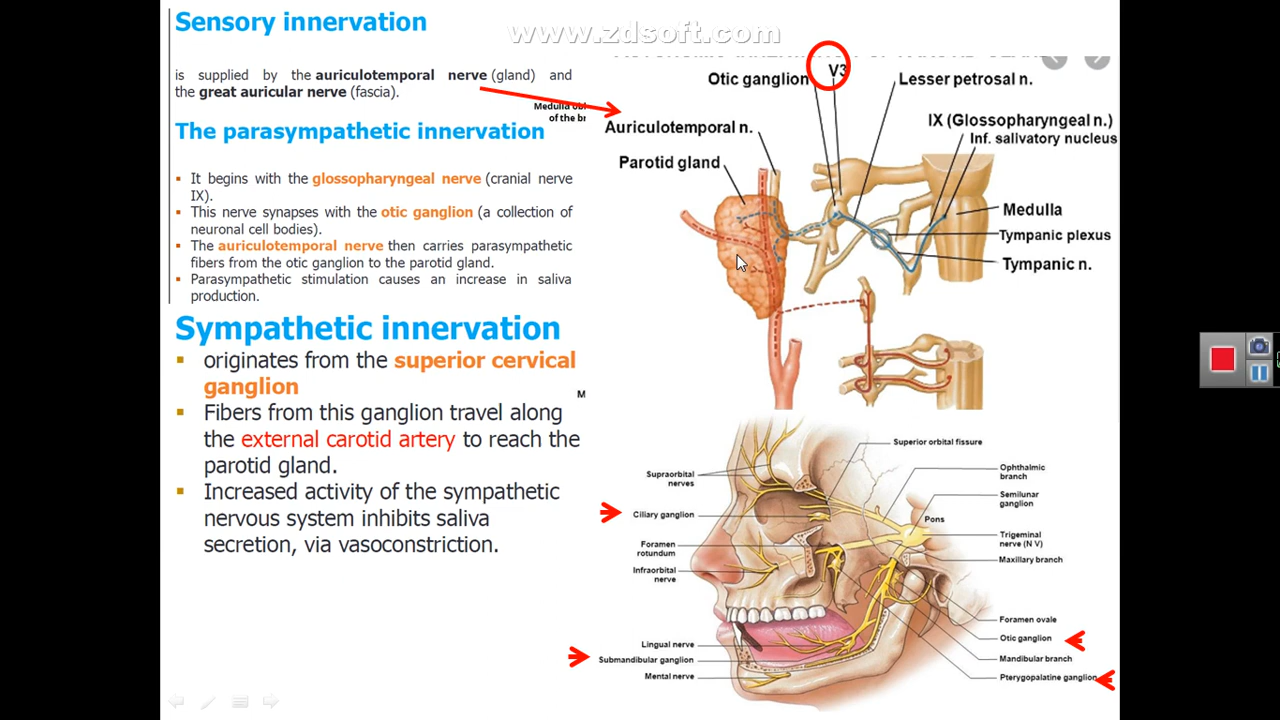 Sensory innervation
www.zdsoft.com
is supplied by the auriculotemporal nerve (gland) and
the great auricular nerve (fascia).
The parasympathetic innervation
It begins with the glossopharyngeal nerve (cranial nerve
IX).
This nerve synapses with the otic ganglion (a collection of
neuronal cell bodies).
The auriculotemporal nerve then carries parasympathetic
fibers from the otic ganglion to the parotid gland.
Parasympathetic stimulation causes an increase in saliva
production.
Sympathetic innervation
originates from the superior cervical
ganglion
Fibers from this ganglion travel along
the external carotid artery to reach the
parotid gland.
Increased activity of the sympathetic
nervous system inhibits saliva
secretion, via vasoconstriction.
Medulla
of the
M
V3
Otic ganglion
Lesser petrosal n.
Auriculotemporal n.
IX (Glossopharyngeal n.)
Inf. salivatory nucleus
Parotid gland
Medulla
Tympanic plexus
Tympanic n.
Superior orbital fissure
Supraorbital
nerves
Ophthalmic
branch
Semilunar
ganglion
Ciliary ganglion
Pons
Trigeminal
nerve (N V)
Foramen
rotundum
Maxillary branch
Infraorbital
nerve
Foramen ovale
Otic ganglion
Lingual nerve
Submandibular ganglion
Mandibular branch
Mental nerve
Pterygopalatine ganglion